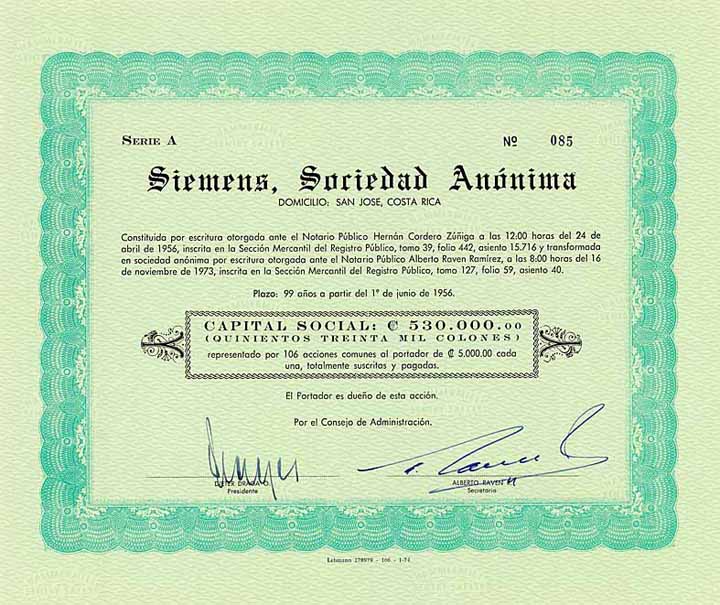 SERIE A Nº 085
Siemens, Sociedad Anónima
DOMICILIO: SAN JOSE, COSTA RICA
Constituida por escritura otorgada ante el Notario Público Hernán Cordero Zúñiga a las 12:00 horas del 24 de
abril de 1956, inscrita en la Sección Mercantil del Registro Público, tomo 39, folio 442, asiento 15.716 y transformada
en sociedad anónima por escritura otorgada ante el Notario Público Alberto Raven Ramírez, a las 8:00 horas del 16
de noviembre de 1973, inscrita en la Sección Mercantil del Registro Público, tomo 127, folio 59, asiento 40.
Plazo: 99 años a partir del 1º de junio de 1956.
CAPITAL SOCIAL: ₡ 530.000.00
(QUINIENTOS TREINTA MIL COLONES)
representado por 106 acciones comunes al portador de ₡ 5.000.00 cada
una, totalmente suscritas y pagadas.
El Portador es dueño de esta acción.
Por el Consejo de Administración.
ALBERTO RAVEN
Presidente
Secretario
Lehmann 278979 - 106 - 1-74